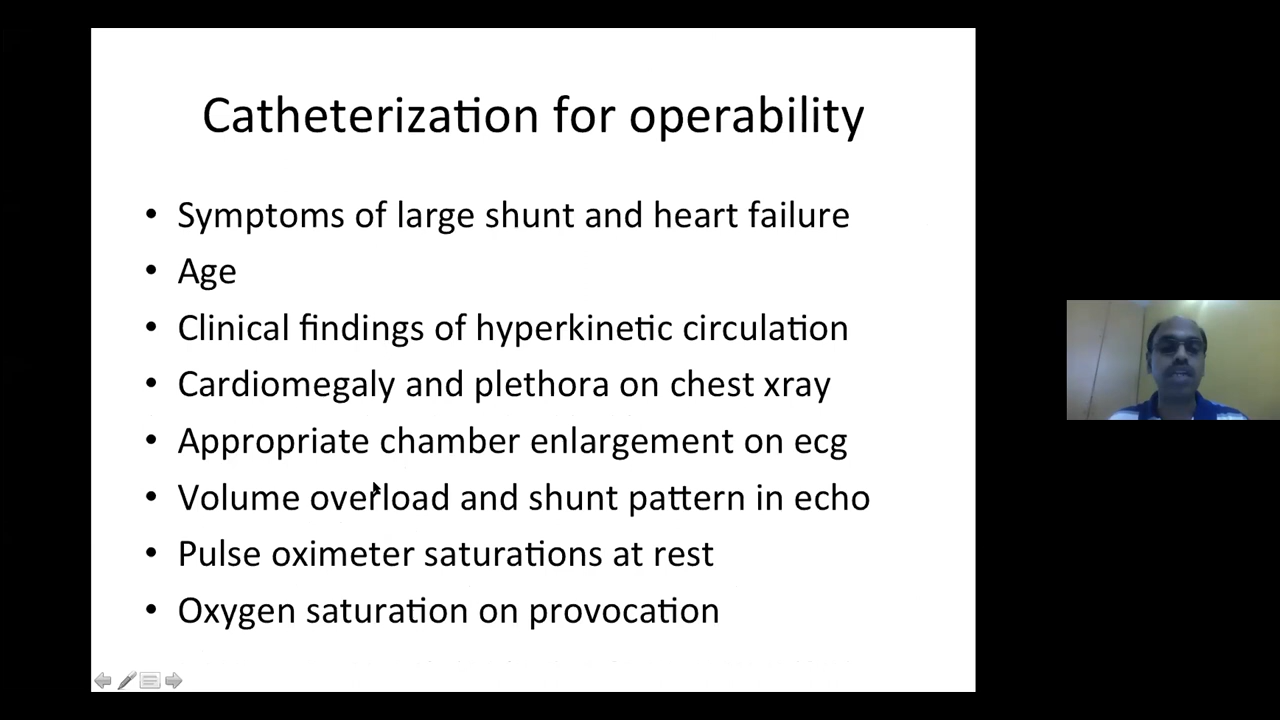 Catheterization for operability
• Symptoms of large shunt and heart failure
• Age
• Clinical findings of hyperkinetic circulation
• Cardiomegaly and plethora on chest xray
• Appropriate chamber enlargement on ecg
• Volume overload and shunt pattern in echo
• Pulse oximeter saturations at rest
• Oxygen saturation on provocation